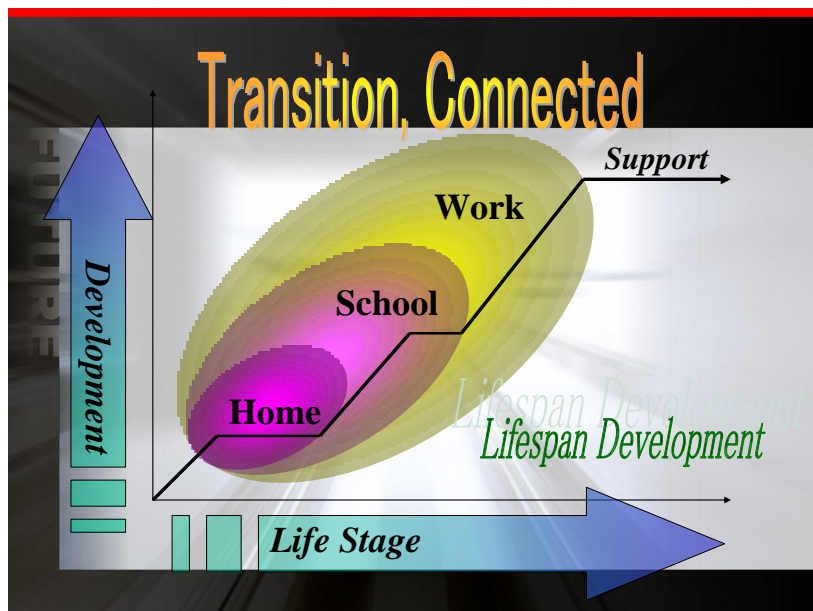 Transition, Connected
Support
Work
School
Home
FUTURE
Development
Lifespan Development
Lifespan Development
Life Stage